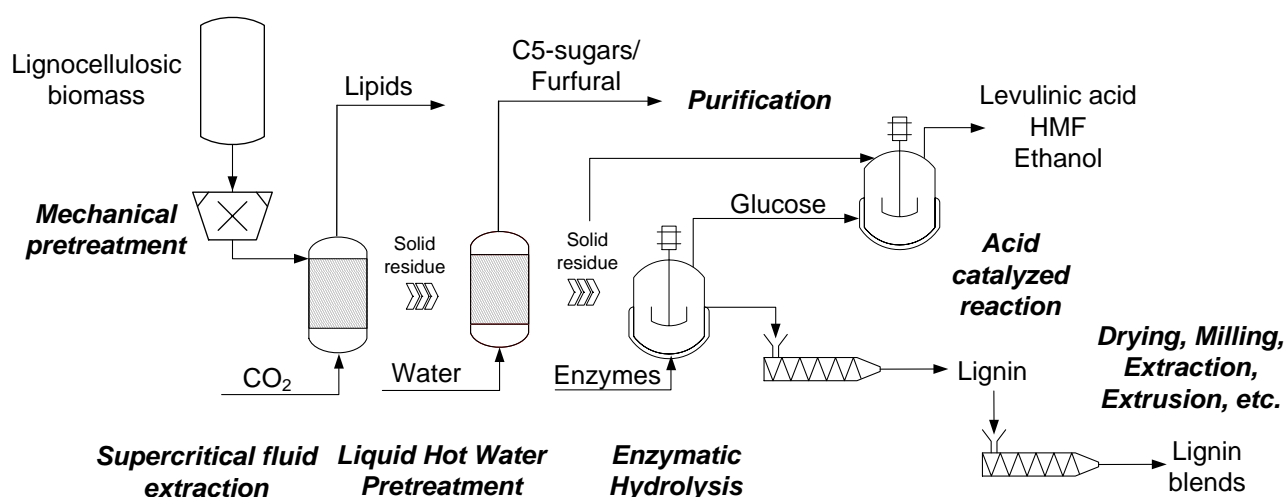 Lignocellulosic
biomass
Lipids
C5-sugars/
Furfural
Purification
Levulinic acid
HMF
Ethanol
Mechanical
pretreatment
Solid
residue
Solid
residue
Glucose
Acid
catalyzed
reaction
CO2
Water
Enzymes
Lignin
Drying, Milling,
Extraction,
Extrusion, etc.
Supercritical fluid
extraction
Liquid Hot Water
Pretreatment
Enzymatic
Hydrolysis
Lignin
blends